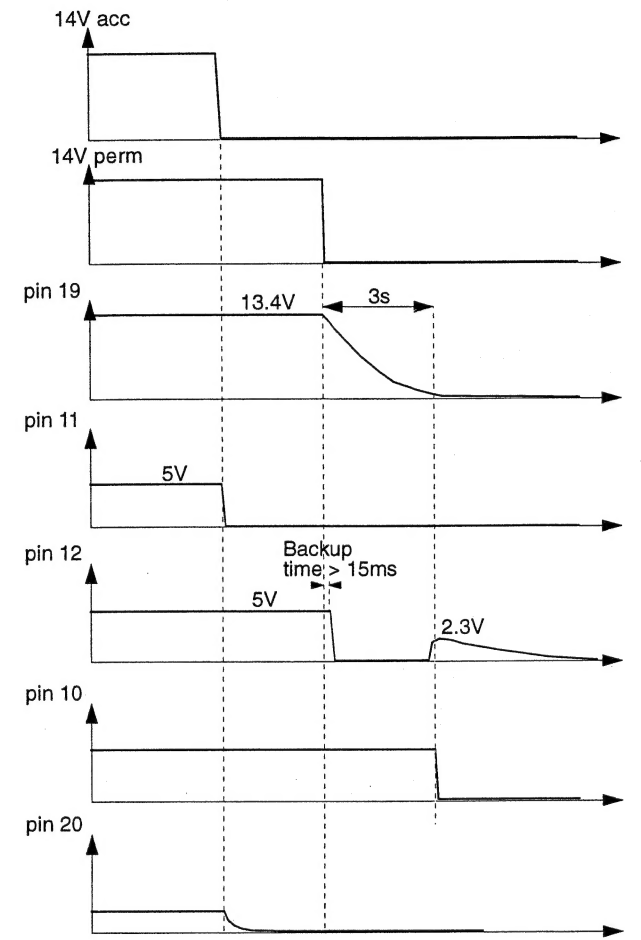 14V acc
14V perm
pin 19
13.4V
3s
pin 11
5V
pin 12
Backup
time > 15ms
5V
2.3V
pin 10
pin 20